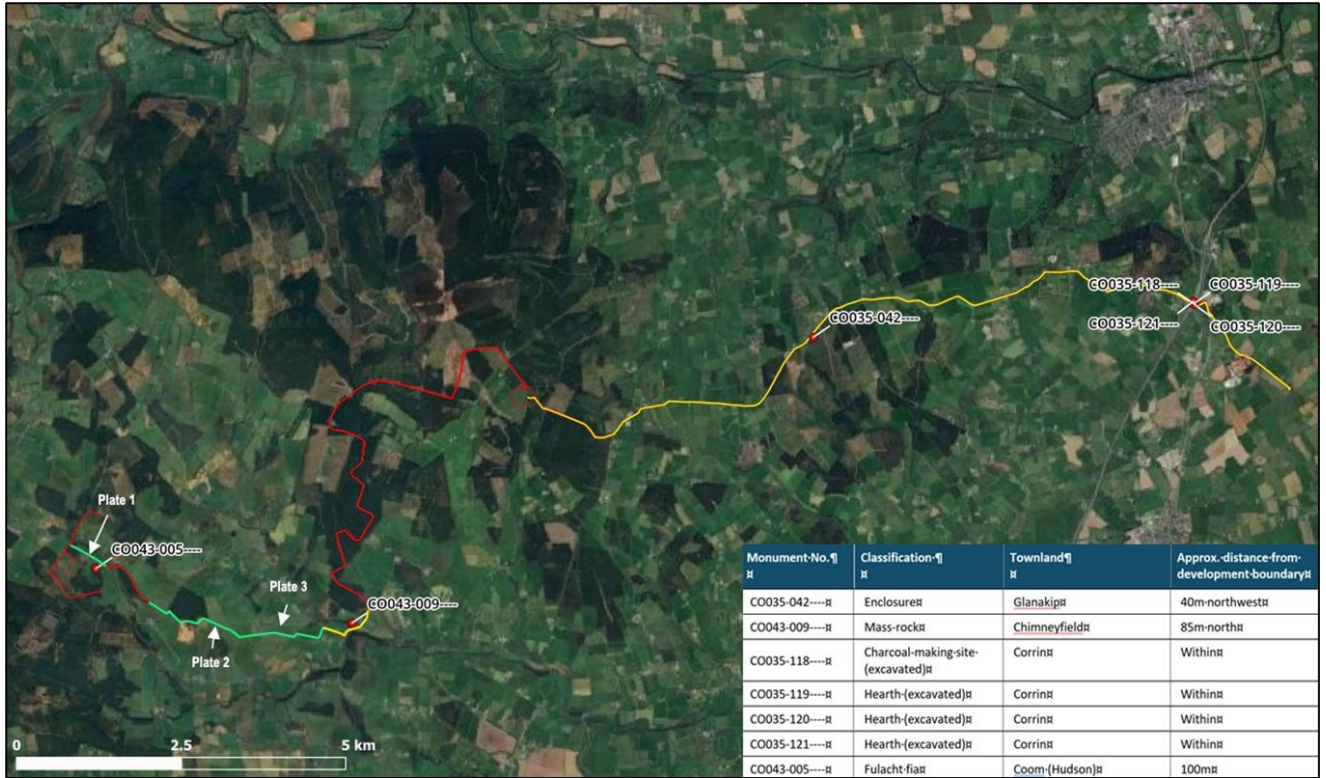 CO035-118----
CO035-119----
CO035-042----
CO035-121----
CO035-120----
Plate 1
CO043-005----
Plate 3
CO043-009----
Plate 2
0 2.5 5 km
Monument·No.¶ Classification·¶ Townland¶ Approx.·distance·from·
¤ ¤ ¤ development·boundary¤
CO035-042----¤ Enclosure¤ Glanakip¤ 40m·northwest¤
CO043-009----¤ Mass-rock¤ Chimneyfield¤ 85m·north¤
CO035-118----¤ Charcoal-making·site· Corrin¤ Within¤
(excavated)¤
CO035-119----¤ Hearth·(excavated)¤ Corrin¤ Within¤
CO035-120----¤ Hearth·(excavated)¤ Corrin¤ Within¤
CO035-121----¤ Hearth·(excavated)¤ Corrin¤ Within¤
CO043-005----¤ Fulacht·fia¤ Coom·(Hudson)¤ 100m¤